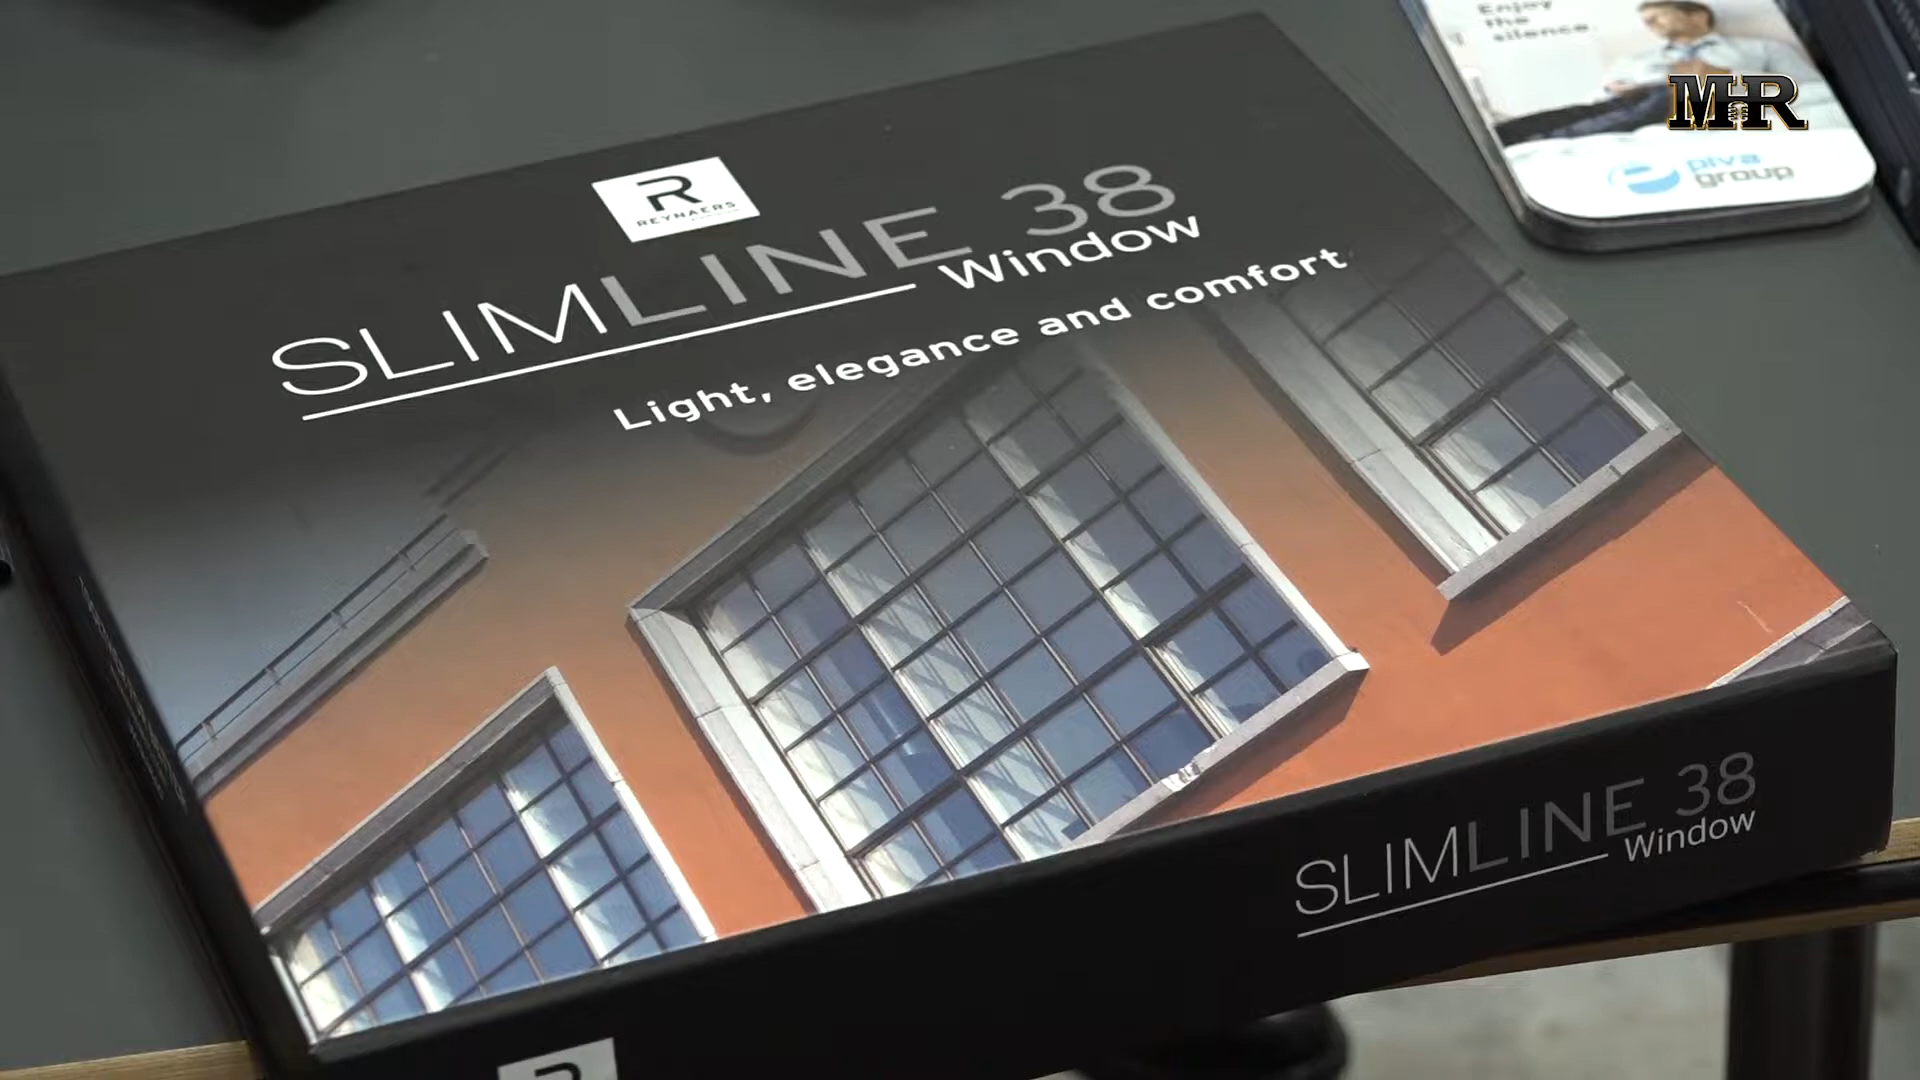 REYNAERS
SLIMLINE 38
Window
Light, elegance and comfort
SLIMLINE 38
Window
Enjoy
the
silence.
MHR
piva
group